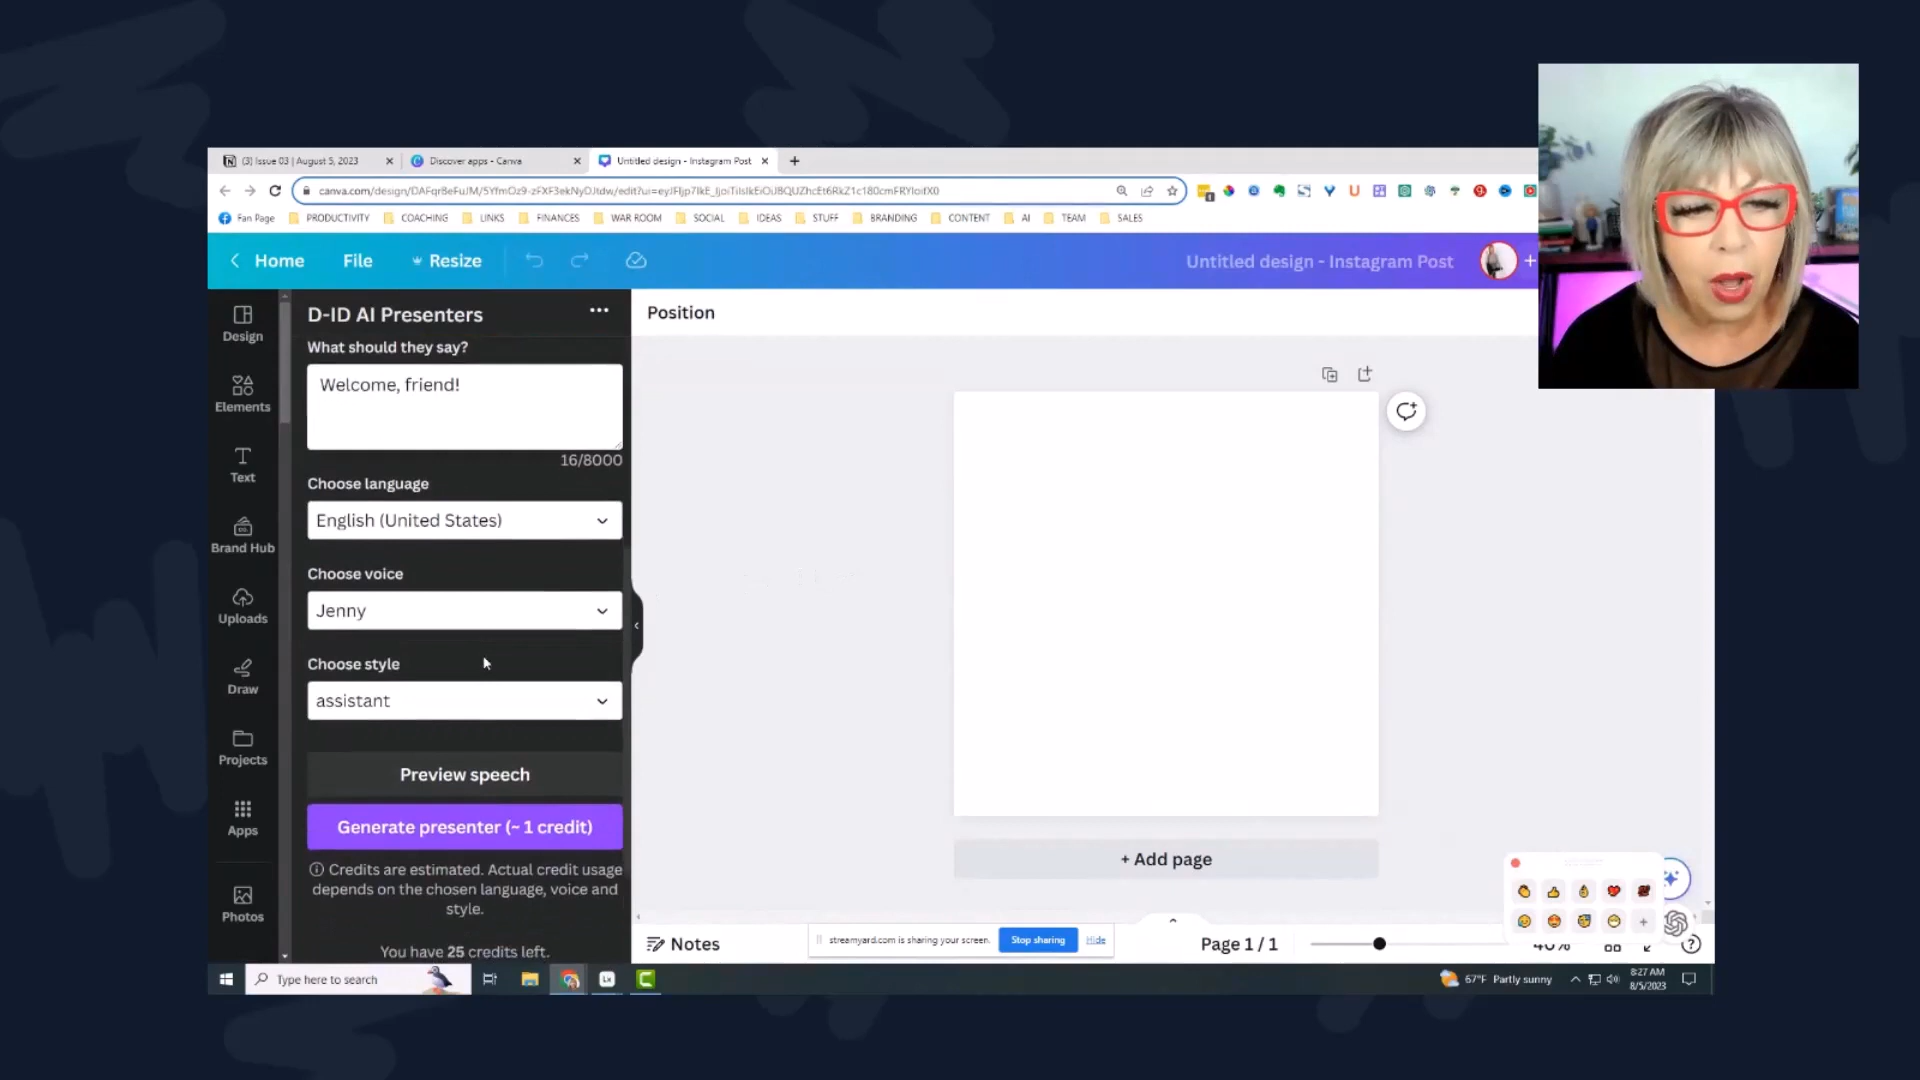 (3) Issue 03 | August 5, 2023
Discover apps - Canva
Untitled design - Instagram Post
Fan Page
PRODUCTIVITY
COACHING
LINKS
FINANCES
WAR ROOM
SOCIAL
IDEAS
STUFF
BRANDING
CONTENT
AI
TEAM
SALES
Home
File
Resize
Untitled design - Instagram Post
Design
Elements
Text
Brand Hub
Uploads
Draw
Projects
Apps
Photos
D-ID AI Presenters
What should they say?
Welcome, friend!
16/8000
Choose language
English (United States)
Choose voice
Jenny
Choose style
assistant
Preview speech
Generate presenter (~ 1 credit)
Credits are estimated. Actual credit usage
depends on the chosen language, voice and
style.
You have 25 credits left.
Position
+ Add page
Notes
streamyard.com is sharing your screen.
Stop sharing
Hide
Page 1 / 1
Type here to search
67°F Partly sunny
8:27 AM
8/5/2023